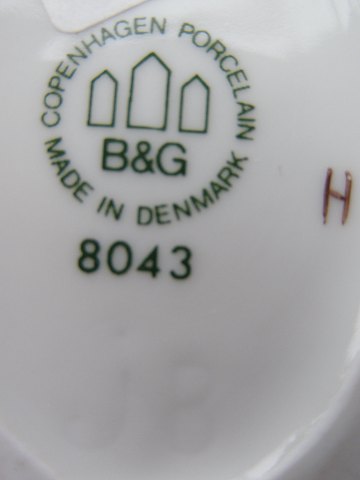 COPENHAGEN PORCELAIN
B&G
MADE IN DENMARK
8043
H